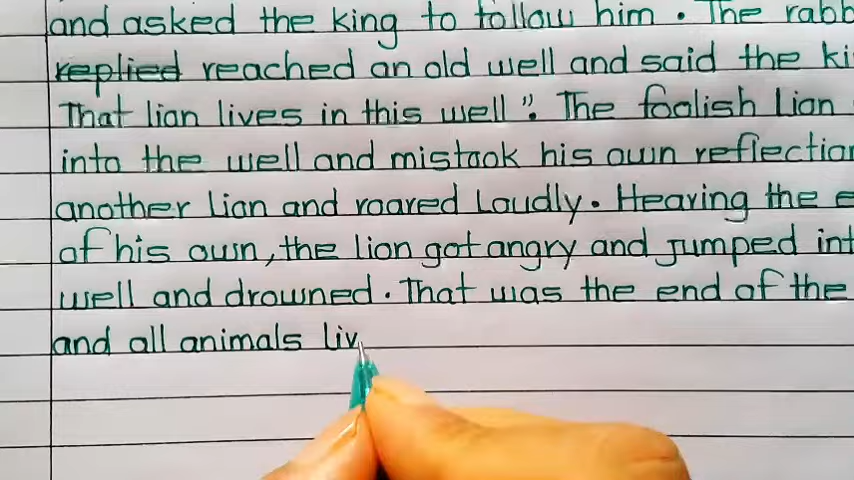 and asked the king to follow him. The rabb
replied reached an old well and said the ki
That lian lives in this well". The foolish Lion
into the well and mistook his own reflection
another Lion and roared Loudly. Hearing the e
of his own, the lion got angry and Jumped int
well and drowned. That was the end of the
and all animals liv